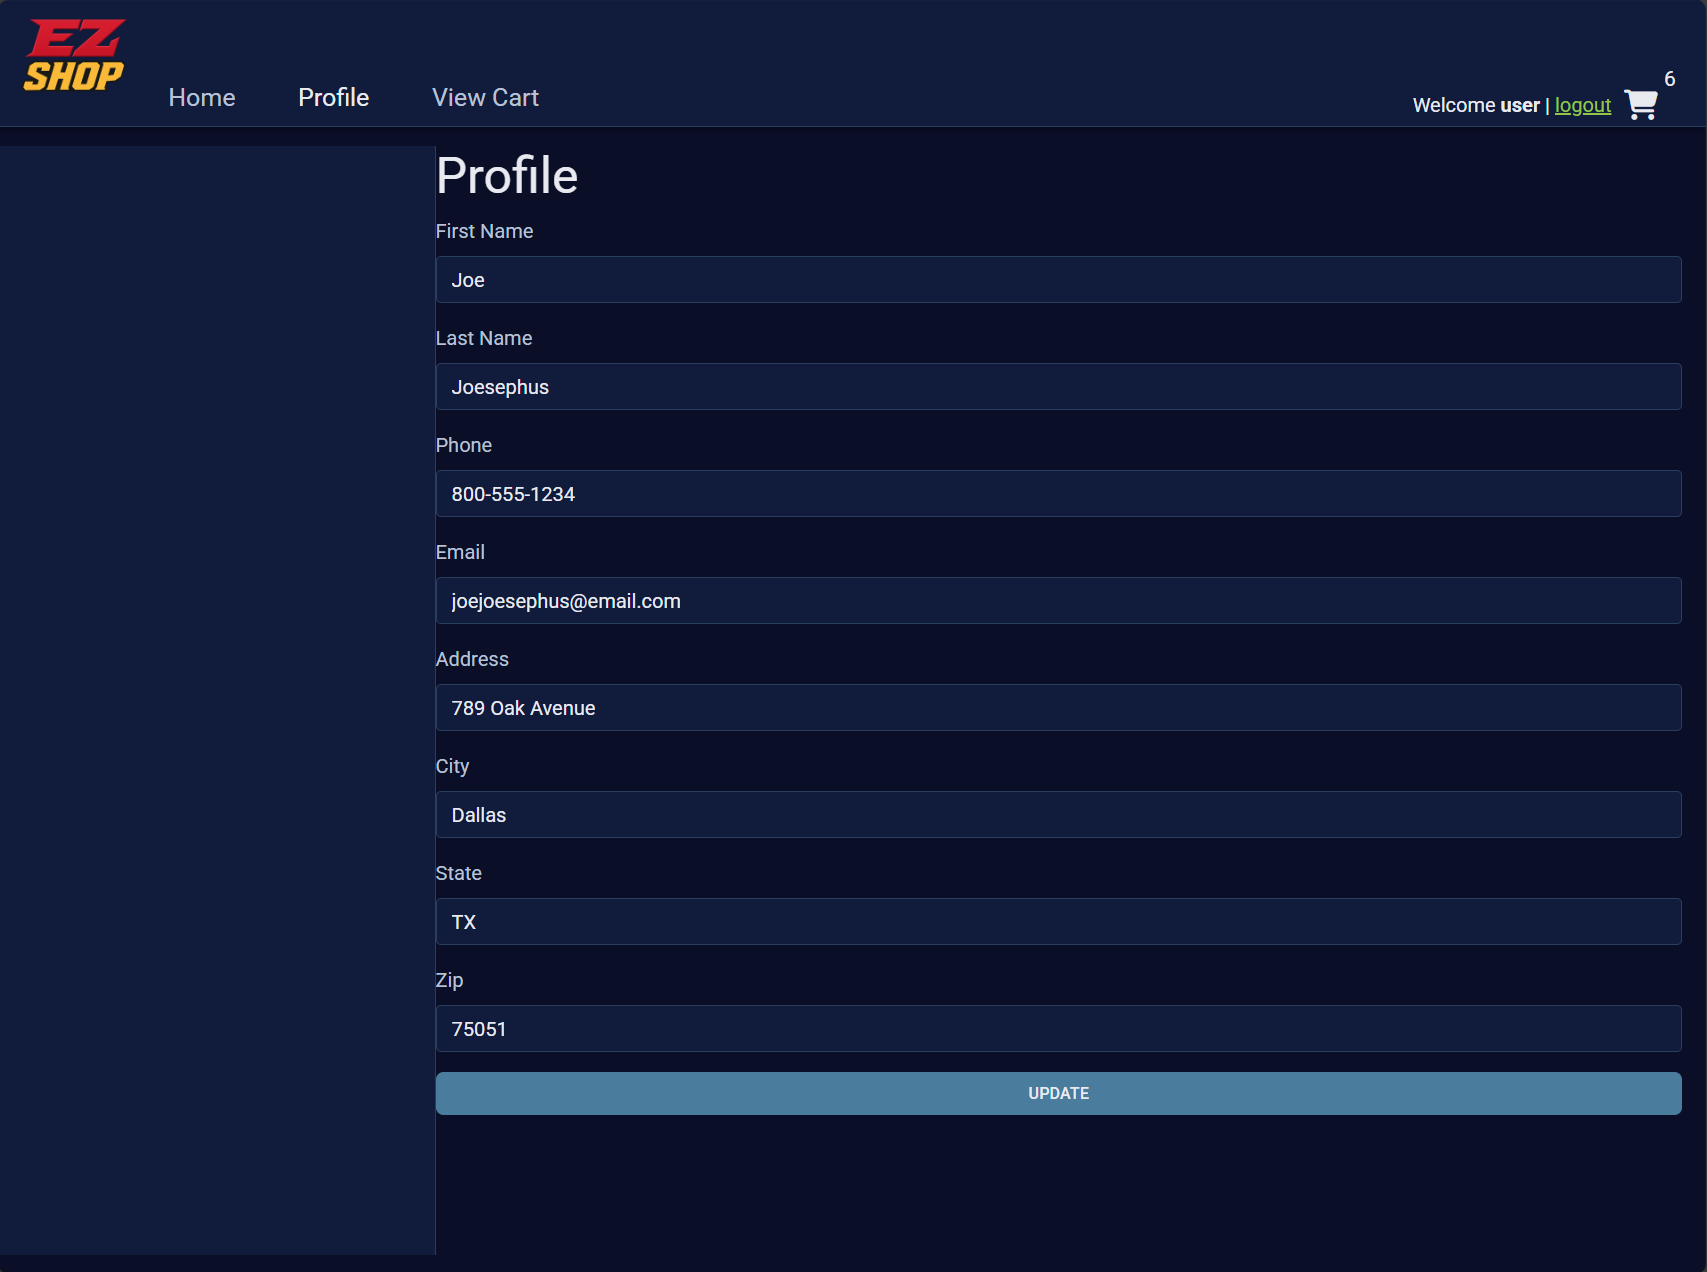 EZ
SHOP
Home Profile View Cart
6
Welcome user | logout
Profile
First Name
Joe
Last Name
Joesephus
Phone
800-555-1234
Email
joejoesephus@email.com
Address
789 Oak Avenue
City
Dallas
State
TX
Zip
75051
UPDATE